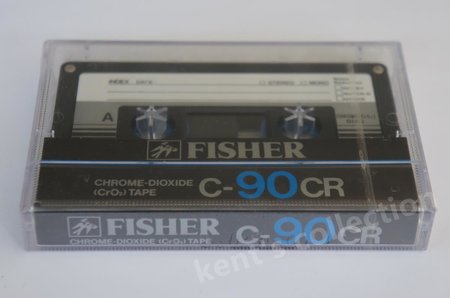 INDEX DATE:
STEREO MONO
A
FISHER
CHROME-DIOXIDE
(CrO₂) TAPE
C-90CR
FISHER
CHROME-DIOXIDE (CrO₂) TAPE
C-90CR
kent's collection